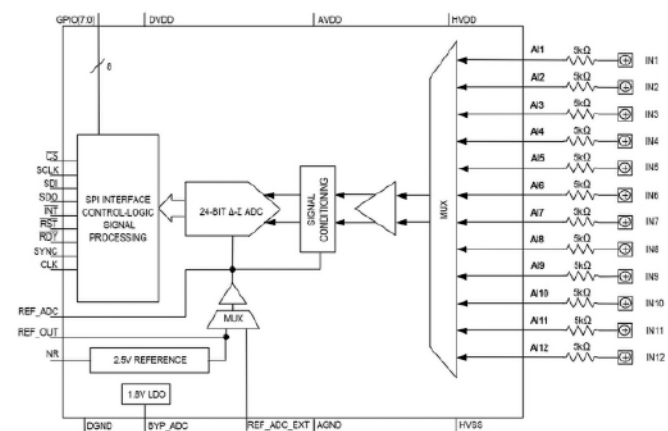 GPIO(7:0) DVDD AVDD HVDD
8
AI1 5kΩ IN1
AI2 5kΩ IN2
AI3 5kΩ IN3
AI4 5kΩ IN4
AI5 5kΩ IN5
AI6 5kΩ IN6
AI7 5kΩ IN7
AI8 5kΩ IN8
AI9 5kΩ IN9
AI10 5kΩ IN10
AI11 5kΩ IN11
AI12 5kΩ IN12
CS
SCLK
SDI
SDO
INT
RST
RDY
SYNC
CLK
SPI INTERFACE
CONTROL-LOGIC
SIGNAL
PROCESSING
24-BIT Δ-Σ ADC
SIGNAL
CONDITIONING
MUX
REF_ADC
MUX
REF_OUT
NR
2.5V REFERENCE
1.8V LDO
DGND BYP_ADC REF_ADC_EXT AGND HVSS